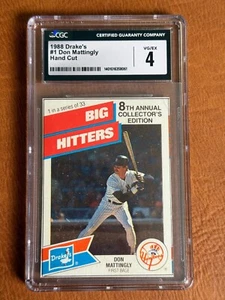 CGC
CERTIFIED GUARANTY COMPANY
1988 Drake's
#1 Don Mattingly
Hand Cut
VG/EX
4
1 in a series of 33
8TH ANNUAL
COLLECTOR'S
EDITION
BIG
HITTERS
Drake's
DON
MATTINGLY
FIRST BASE